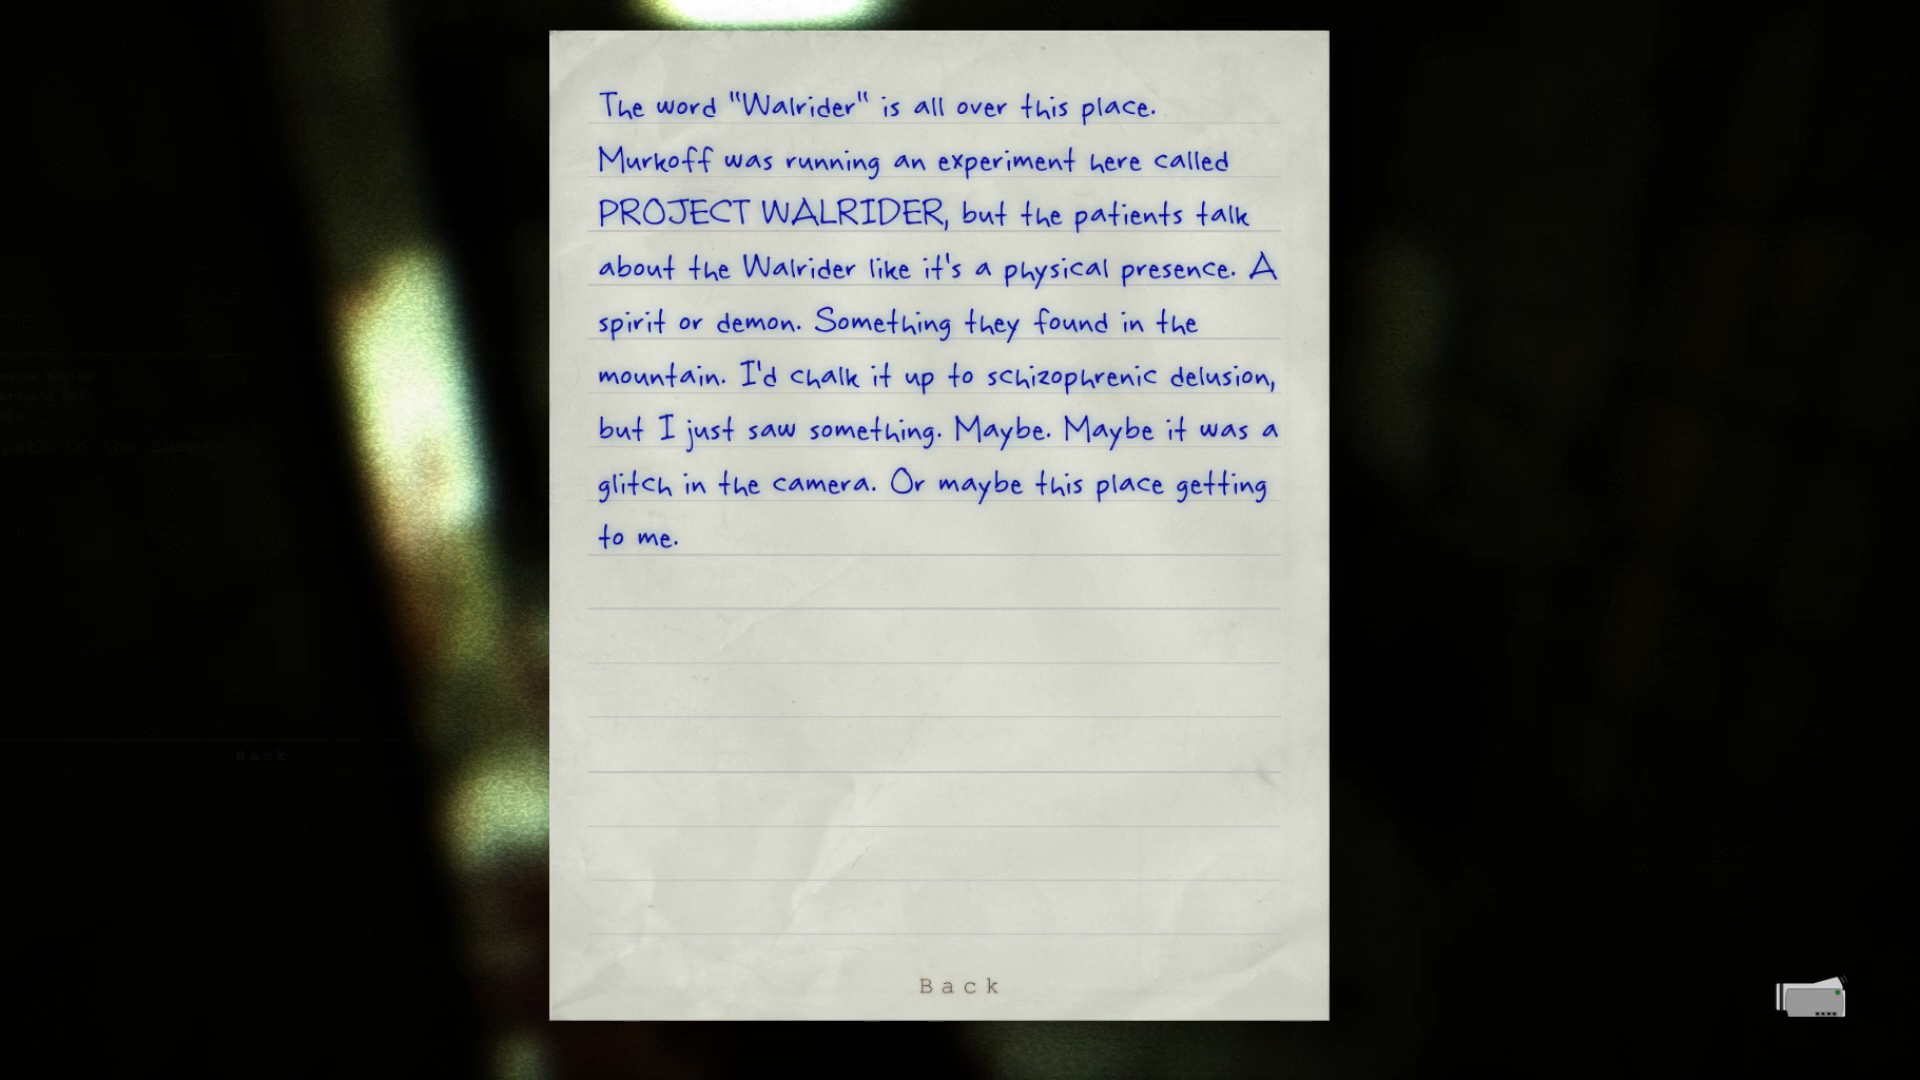 The word "Walrider" is all over this place.
Murkoff was running an experiment here called
PROJECT WALRIDER, but the patients talk
about the Walrider like it's a physical presence. A
spirit or demon. Something they found in the
mountain. I'd chalk it up to schizophrenic delusion,
but I just saw something. Maybe. Maybe it was a
glitch in the camera. Or maybe this place getting
to me.
Back
Back